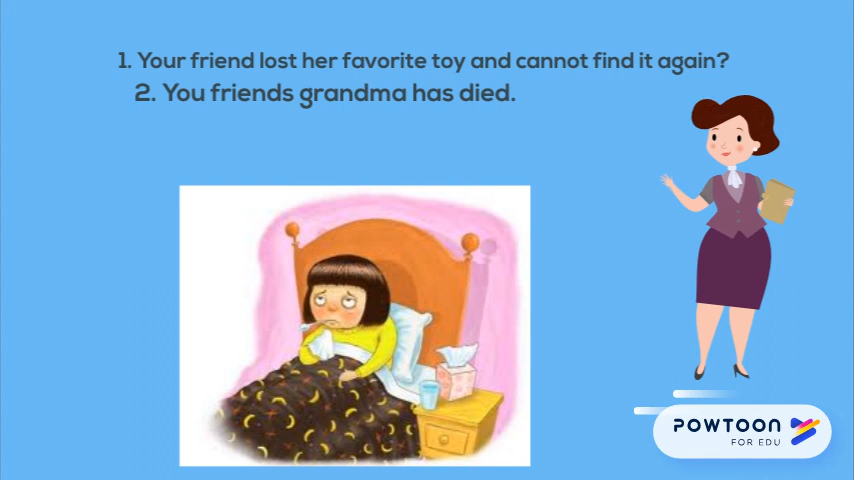 1. Your friend lost her favorite toy and cannot find it again?
2. You friends grandma has died.
POWTOON
FOR EDU